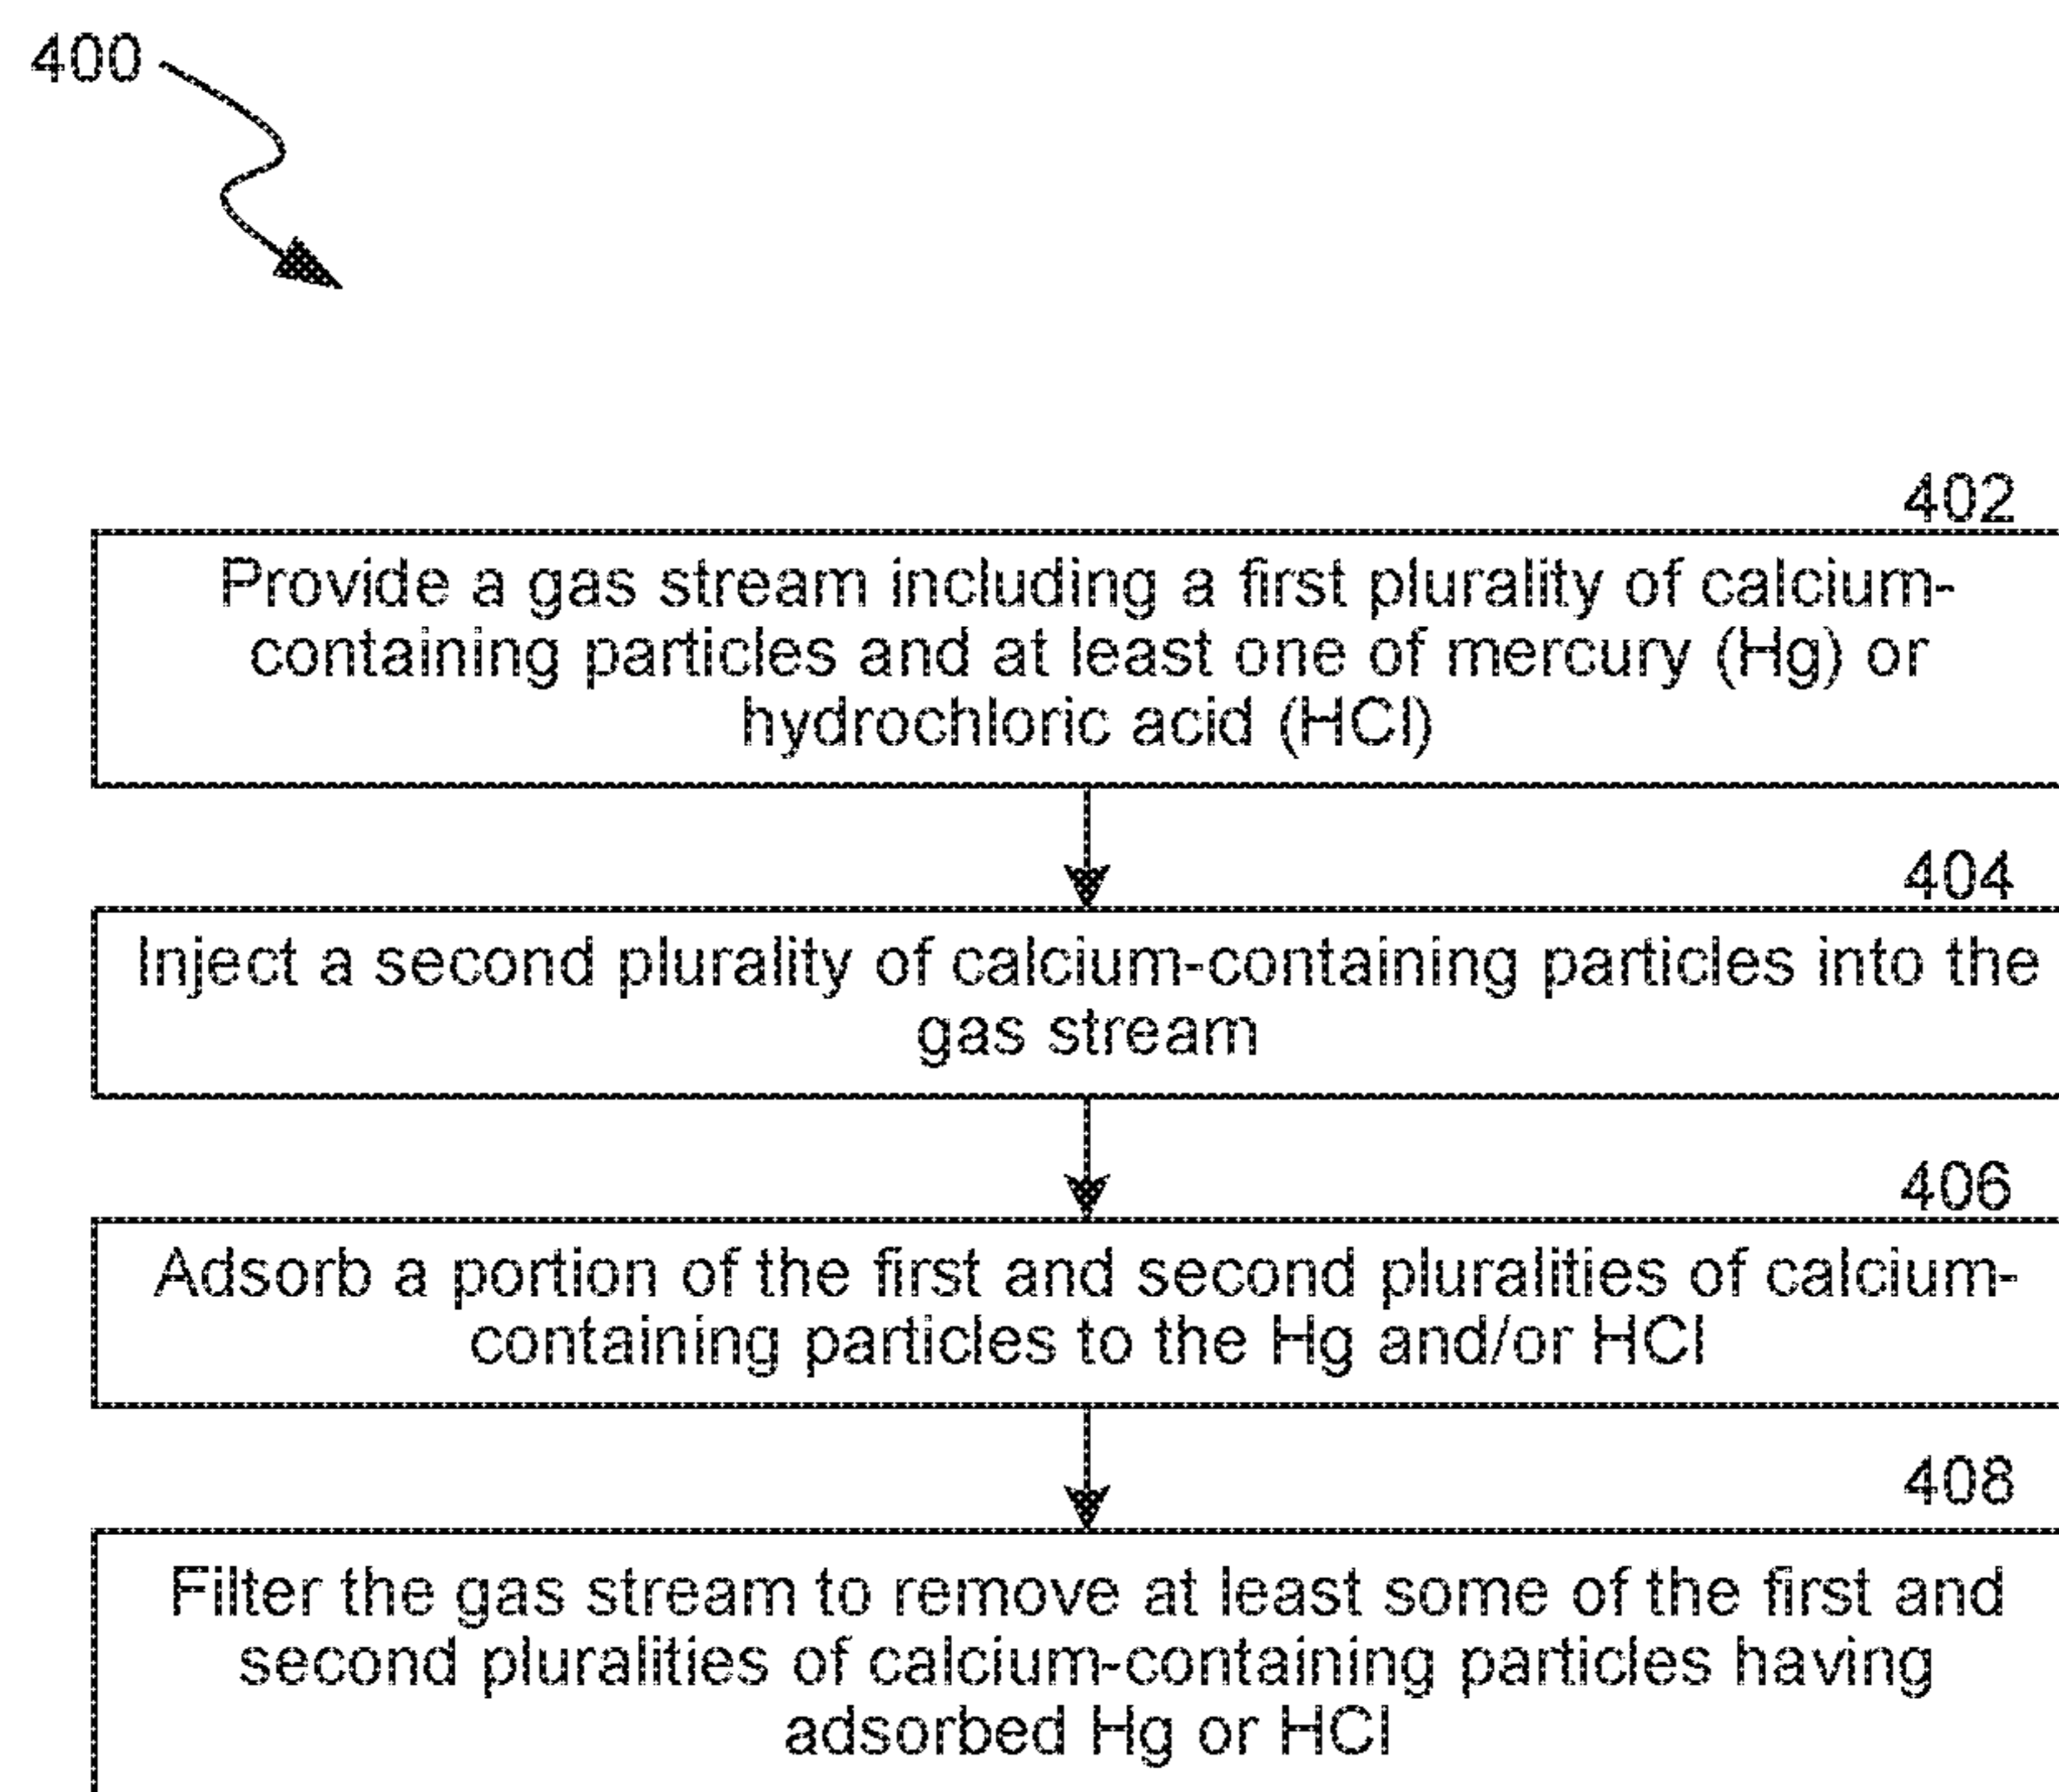 400
402
Provide a gas stream including a first plurality of calcium-
containing particles and at least one of mercury (Hg) or
hydrochloric acid (HCl)
404
Inject a second plurality of calcium-containing particles into the
gas stream
406
Adsorb a portion of the first and second pluralities of calcium-
containing particles to the Hg and/or HCl
408
Filter the gas stream to remove at least some of the first and
second pluralities of calcium-containing particles having
adsorbed Hg or HCl